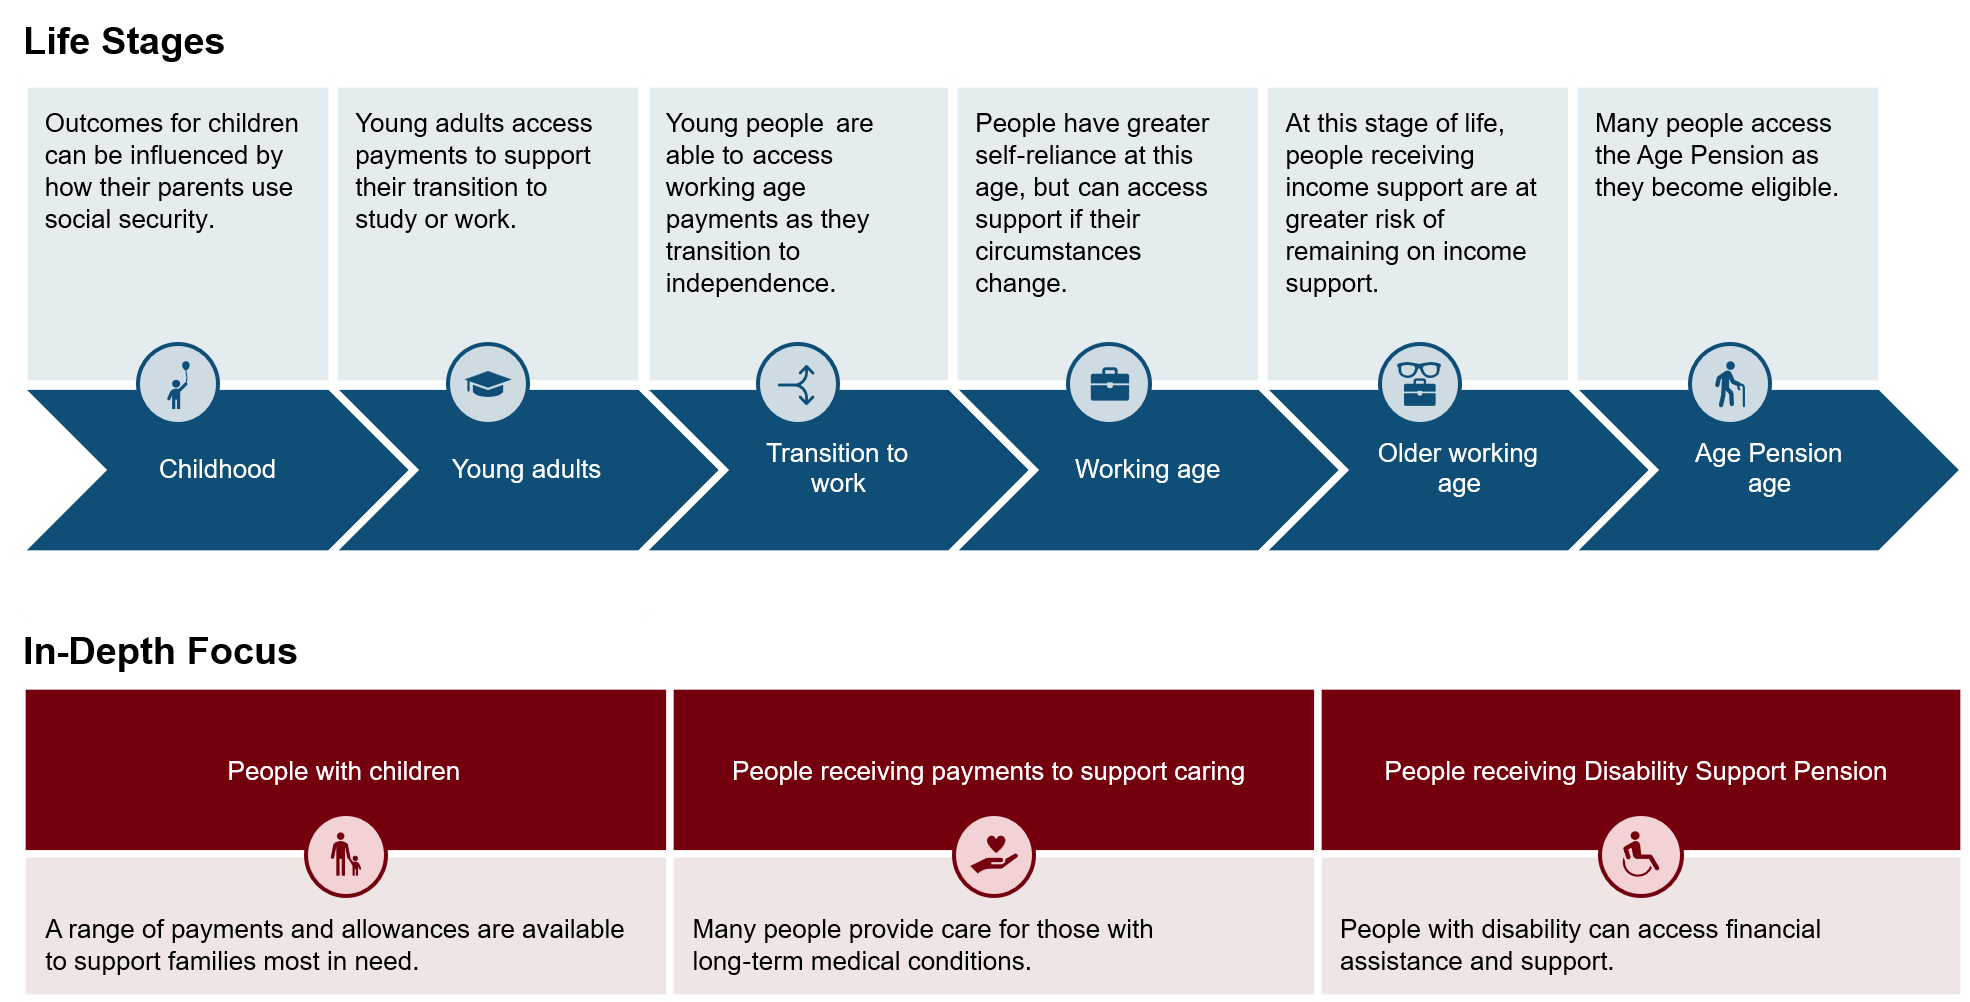 Life Stages
Outcomes for children
can be influenced by
how their parents use
social security.
Young adults access
payments to support
their transition to
study or work.
Young people are
able to access
working age
payments as they
transition to
independence.
People have greater
self-reliance at this
age, but can access
support if their
circumstances
change.
At this stage of life,
people receiving
income support are at
greater risk of
remaining on income
support.
Many people access
the Age Pension as
they become eligible.
Childhood
Young adults
Transition to
work
Working age
Older working
age
Age Pension
age
In-Depth Focus
People with children
People receiving payments to support caring
People receiving Disability Support Pension
A range of payments and allowances are available
to support families most in need.
Many people provide care for those with
long-term medical conditions.
People with disability can access financial
assistance and support.